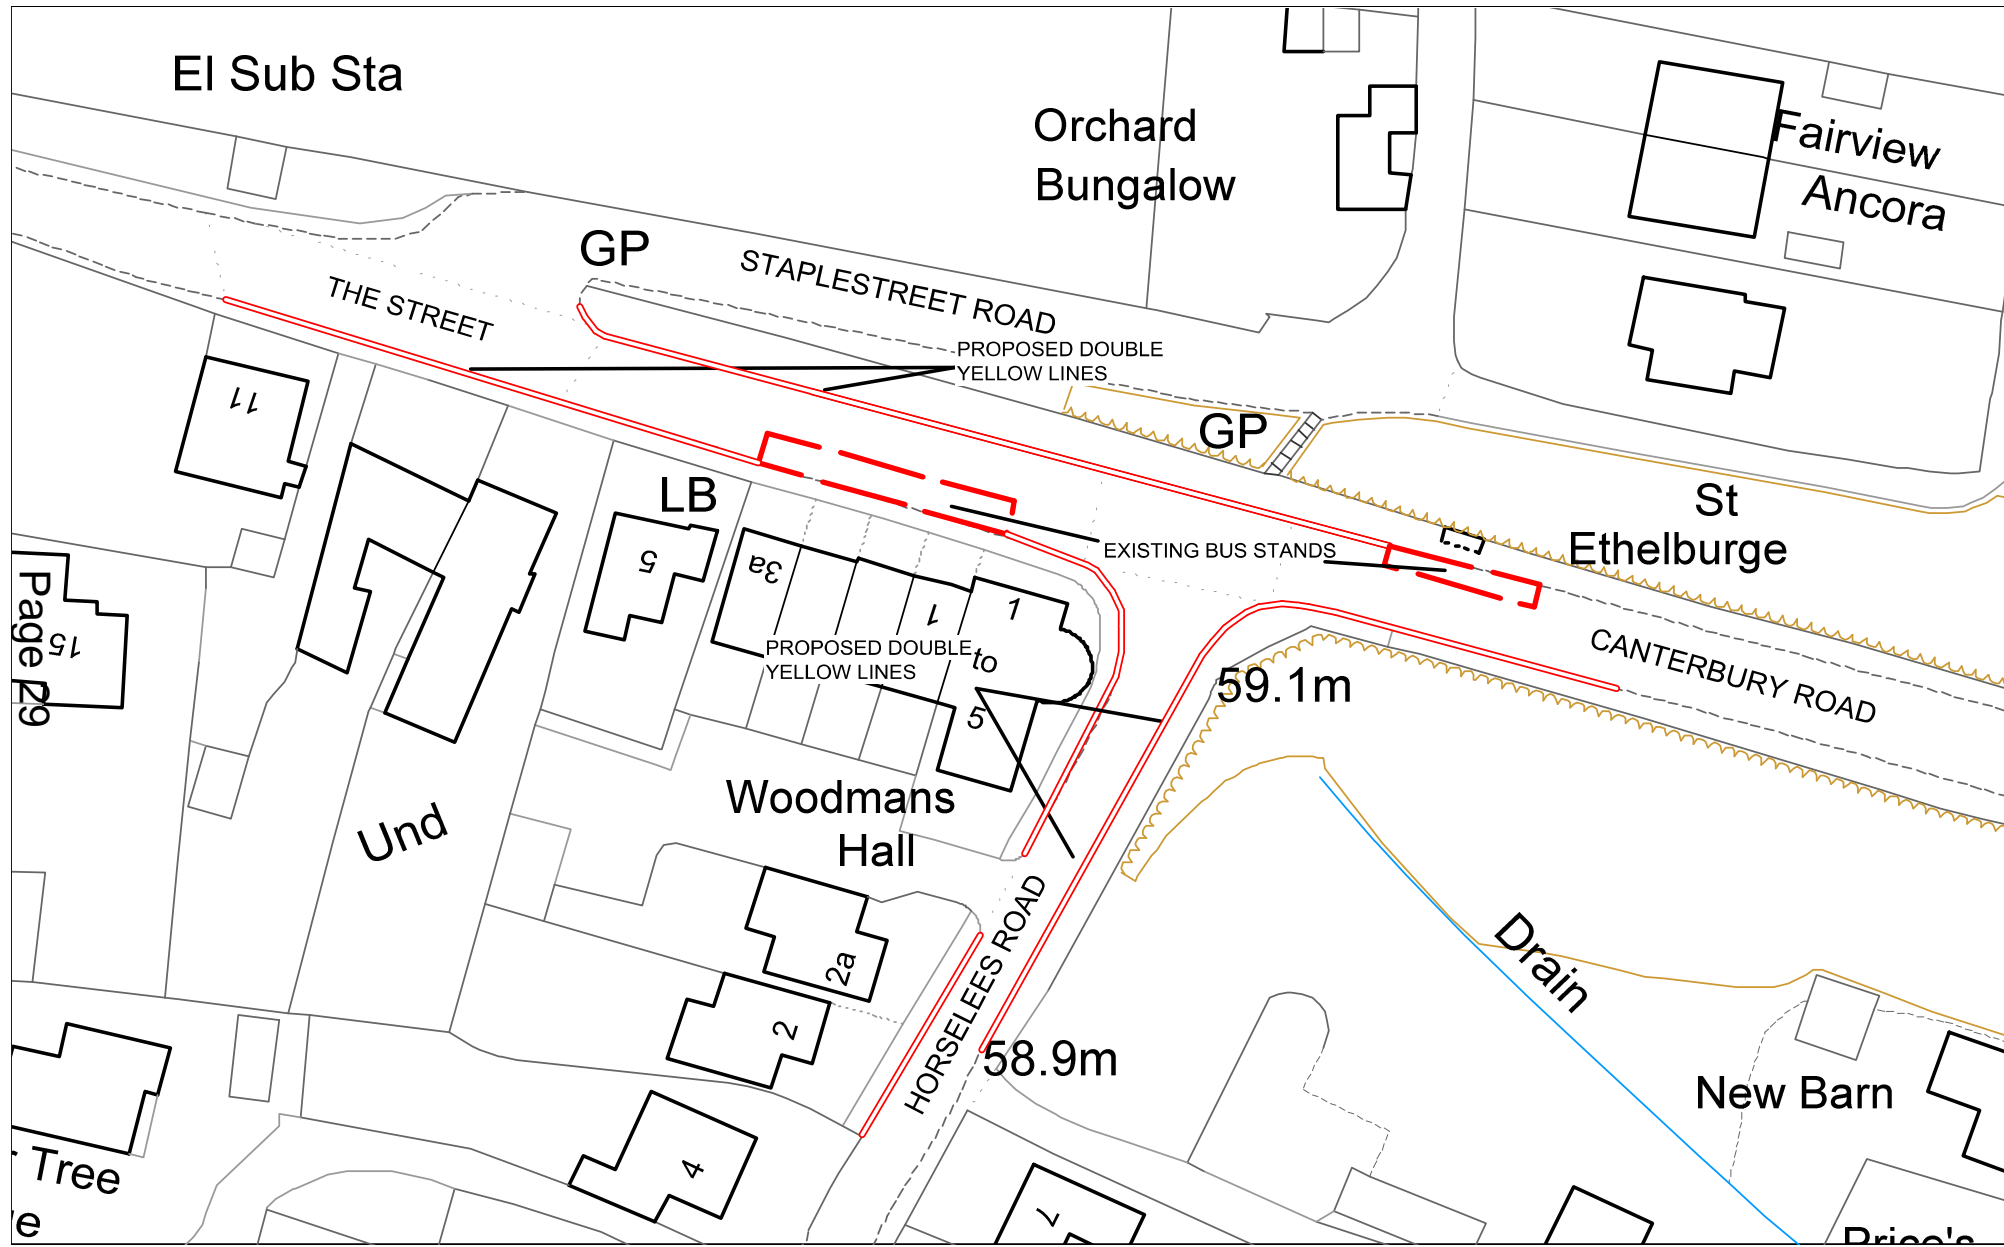 El Sub Sta
Orchard
Bungalow
Fairview
Ancora
GP
STAPLESTREET ROAD
THE STREET
PROPOSED DOUBLE
YELLOW LINES
11
GP
LB
St
Ethelburge
EXISTING BUS STANDS
5
3a
1
1
to
5
PROPOSED DOUBLE
YELLOW LINES
Page 29
15
59.1m
CANTERBURY ROAD
Woodmans
Hall
Und
HORSELEES ROAD
2a
2
Drain
58.9m
New Barn
Tree
4
7
Price's